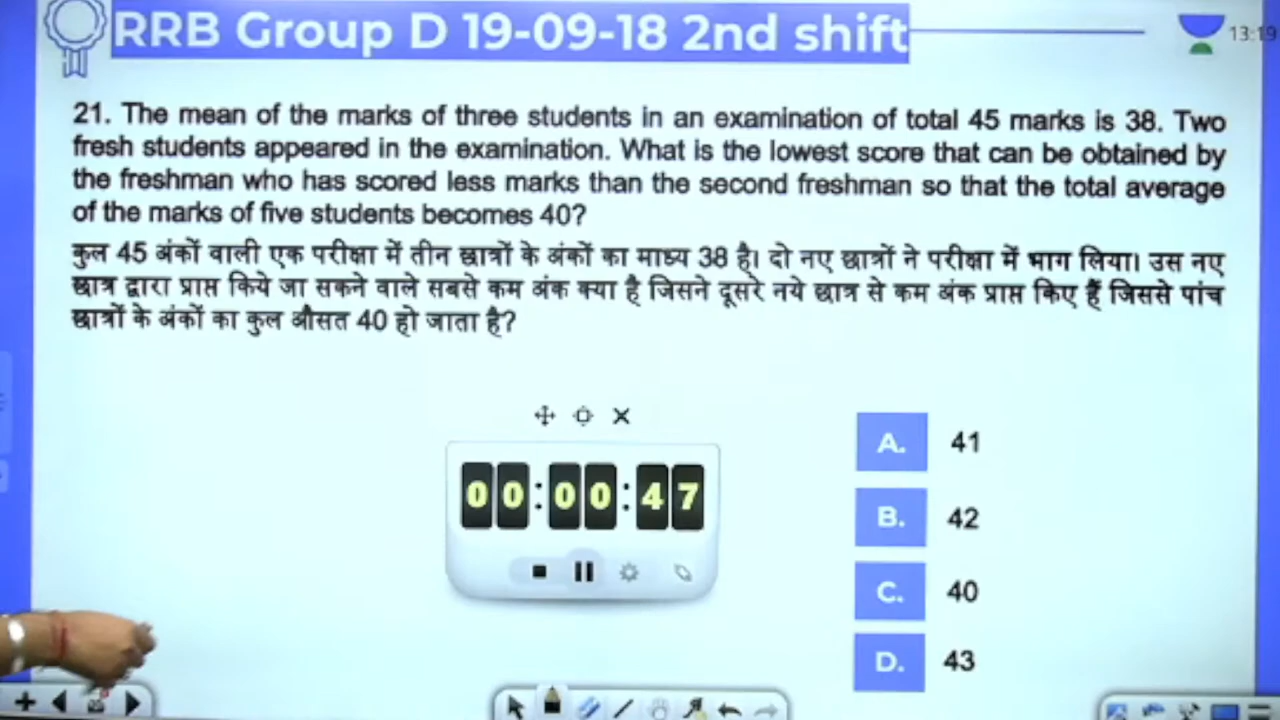 RRB Group D 19-09-18 2nd shift
13:19
21. The mean of the marks of three students in an examination of total 45 marks is 38. Two
fresh students appeared in the examination. What is the lowest score that can be obtained by
the freshman who has scored less marks than the second freshman so that the total average
of the marks of five students becomes 40?
कुल 45 अंकों वाली एक परीक्षा में तीन छात्रों के अंकों का माध्य 38 है। दो नए छात्रों ने परीक्षा में भाग लिया। उस नए
छात्र द्वारा प्राप्त किये जा सकने वाले सबसे कम अंक क्या है जिसने दूसरे नये छात्र से कम अंक प्राप्त किए हैं जिससे पांच
छात्रों के अंकों का कुल औसत 40 हो जाता है?
00:00:47
A. 41
B. 42
C. 40
D. 43